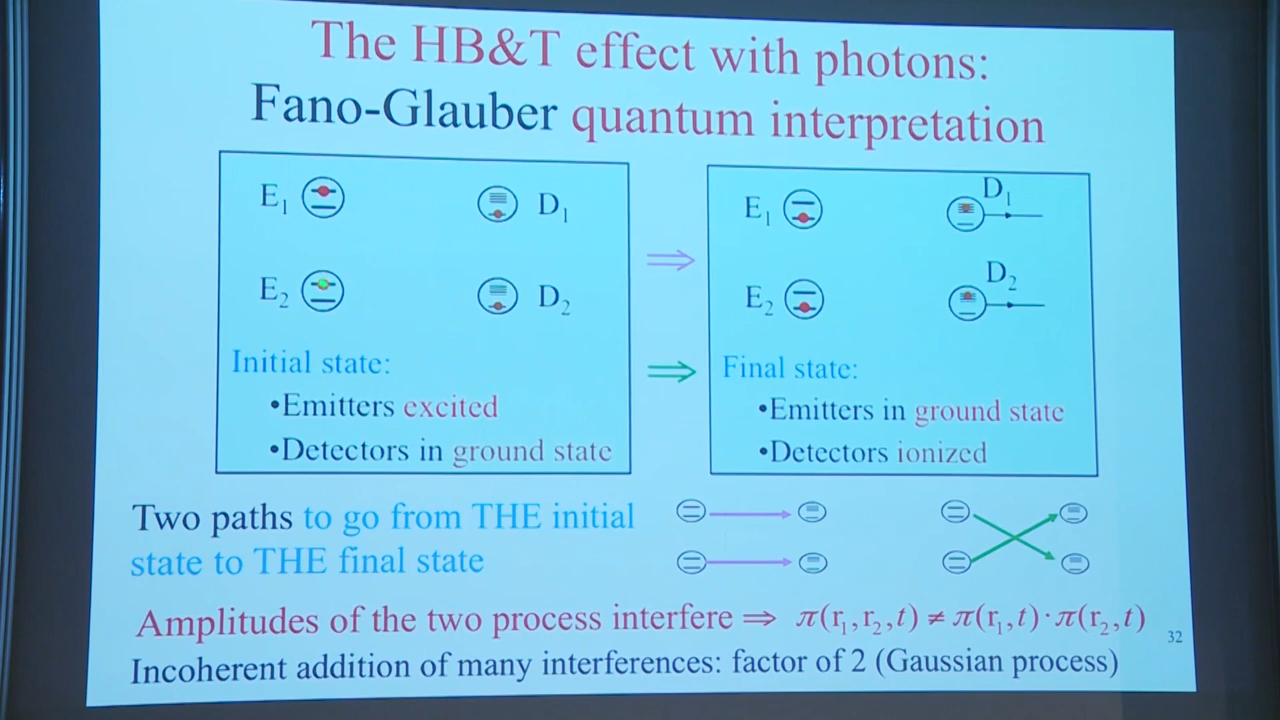 The HB&T effect with photons:
Fano-Glauber quantum interpretation
E₁ D₁
E₂ D₂
Initial state:
•Emitters excited
•Detectors in ground state
⇒
⇒
E₁ D₁
E₂ D₂
Final state:
•Emitters in ground state
•Detectors ionized
Two paths to go from THE initial
state to THE final state
Amplitudes of the two process interfere ⇒ π(r₁,r₂,t) ≠ π(r₁,t)·π(r₂,t)
32
Incoherent addition of many interferences: factor of 2 (Gaussian process)